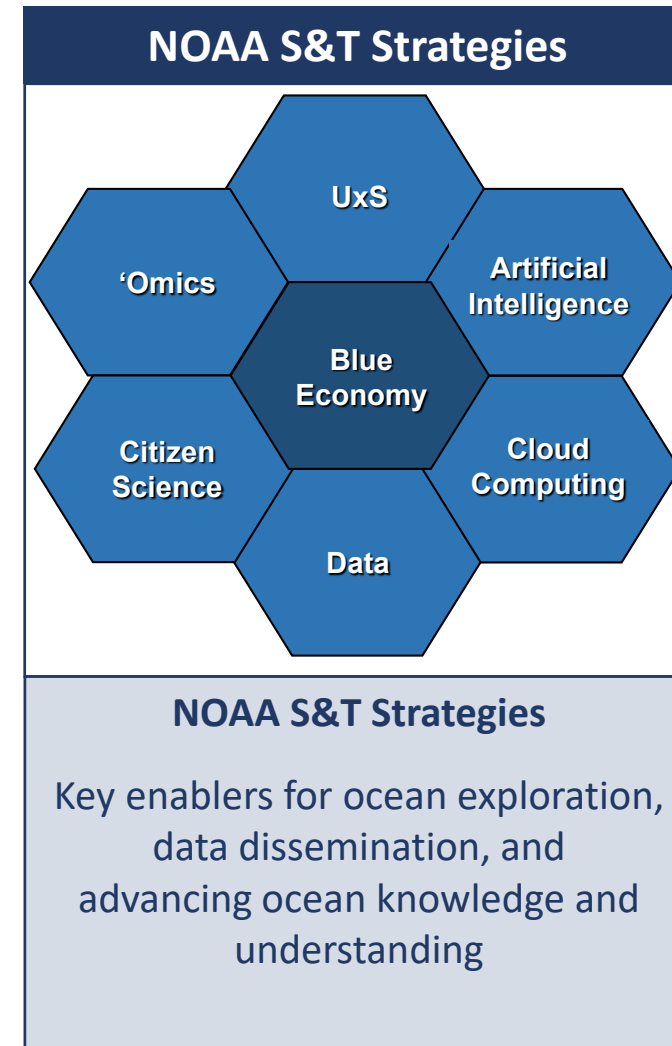 NOAA S&T Strategies
UxS
‘Omics
Artificial
Intelligence
Blue
Economy
Citizen
Science
Cloud
Computing
Data
NOAA S&T Strategies
Key enablers for ocean exploration,
data dissemination, and
advancing ocean knowledge and
understanding